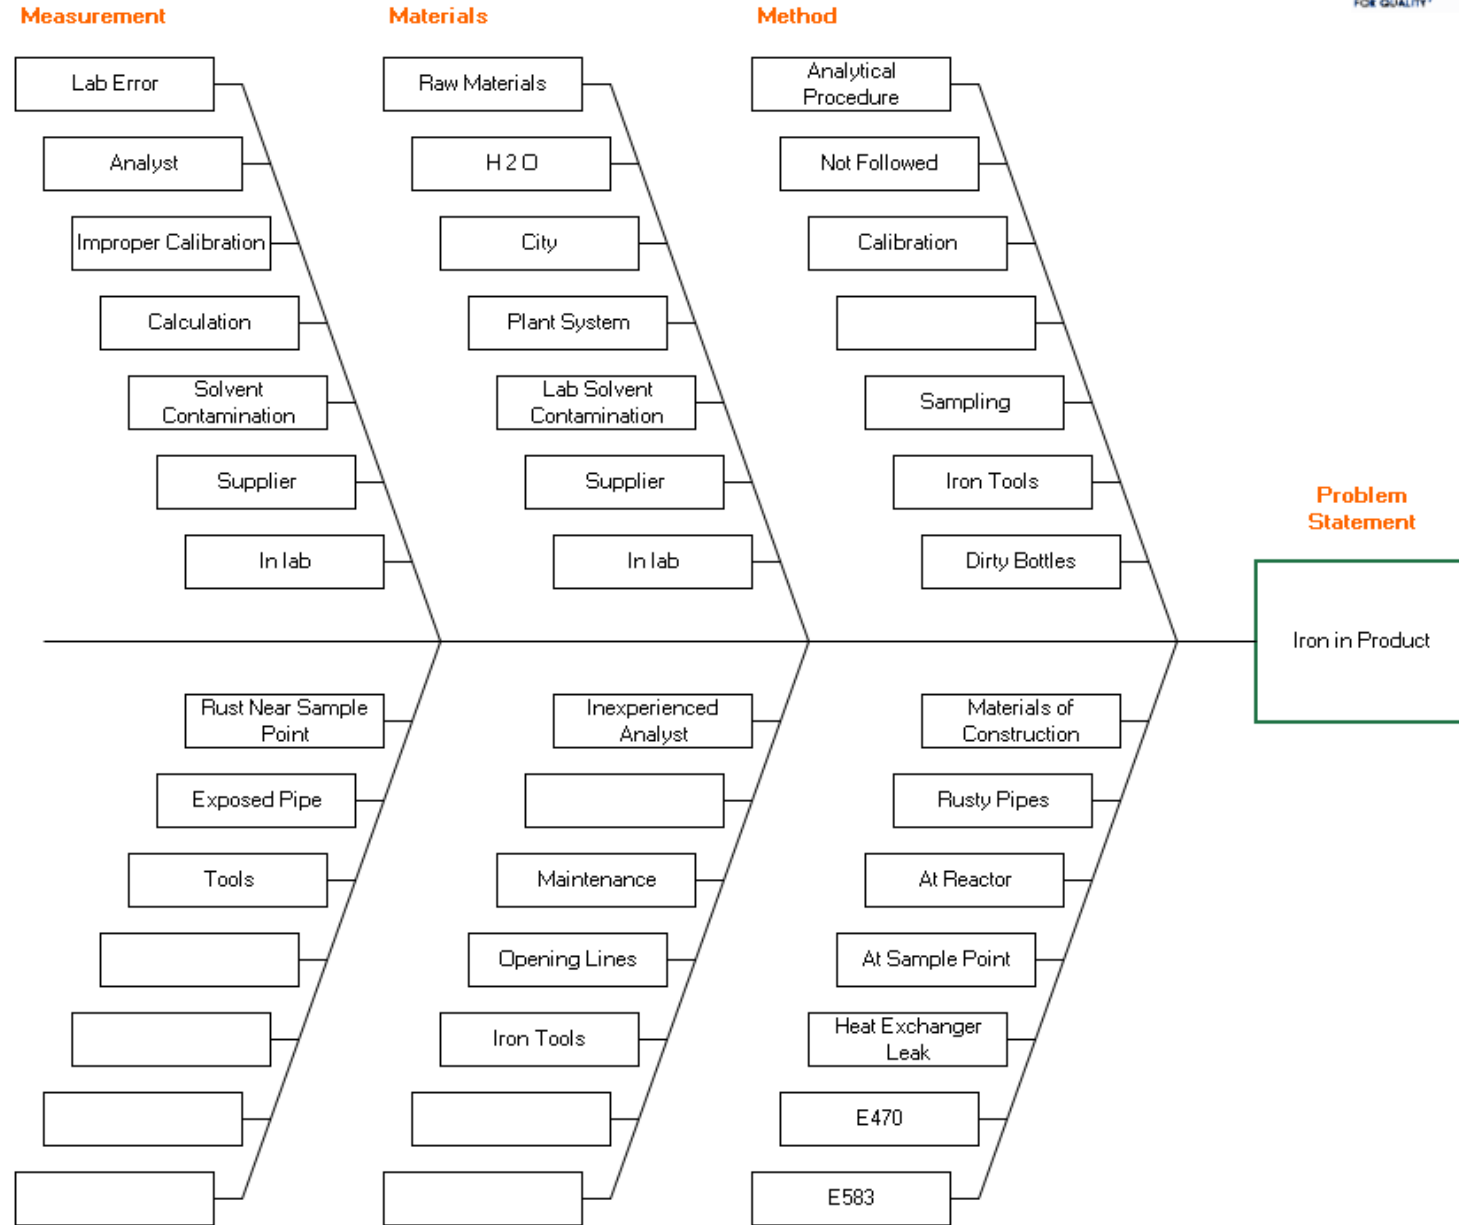 FOR QUALITY
Measurement
Materials
Method
Lab Error
Analyst
Improper Calibration
Calculation
Solvent
Contamination
Supplier
In lab
Raw Materials
H 2 O
City
Plant System
Lab Solvent
Contamination
Supplier
In lab
Analytical
Procedure
Not Followed
Calibration
Sampling
Iron Tools
Dirty Bottles
Problem
Statement
Iron in Product
Rust Near Sample
Point
Exposed Pipe
Tools
Inexperienced
Analyst
Maintenance
Opening Lines
Iron Tools
Materials of
Construction
Rusty Pipes
At Reactor
At Sample Point
Heat Exchanger
Leak
E470
E583